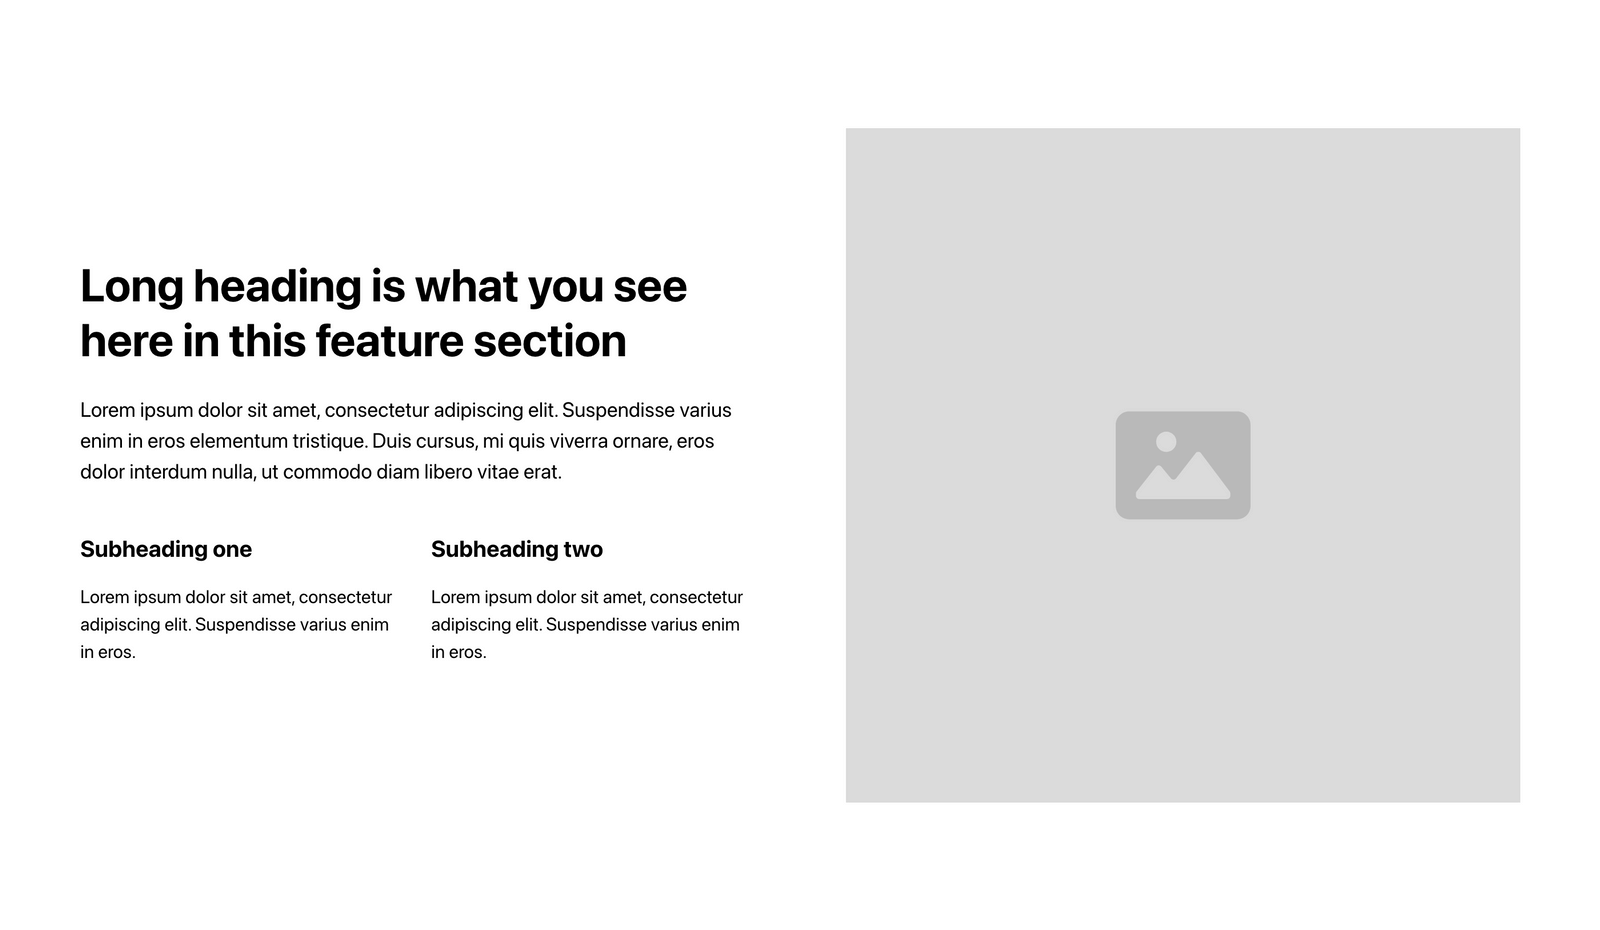 Long heading is what you see
here in this feature section
Lorem ipsum dolor sit amet, consectetur adipiscing elit. Suspendisse varius
enim in eros elementum tristique. Duis cursus, mi quis viverra ornare, eros
dolor interdum nulla, ut commodo diam libero vitae erat.
Subheading one
Lorem ipsum dolor sit amet, consectetur
adipiscing elit. Suspendisse varius enim
in eros.
Subheading two
Lorem ipsum dolor sit amet, consectetur
adipiscing elit. Suspendisse varius enim
in eros.